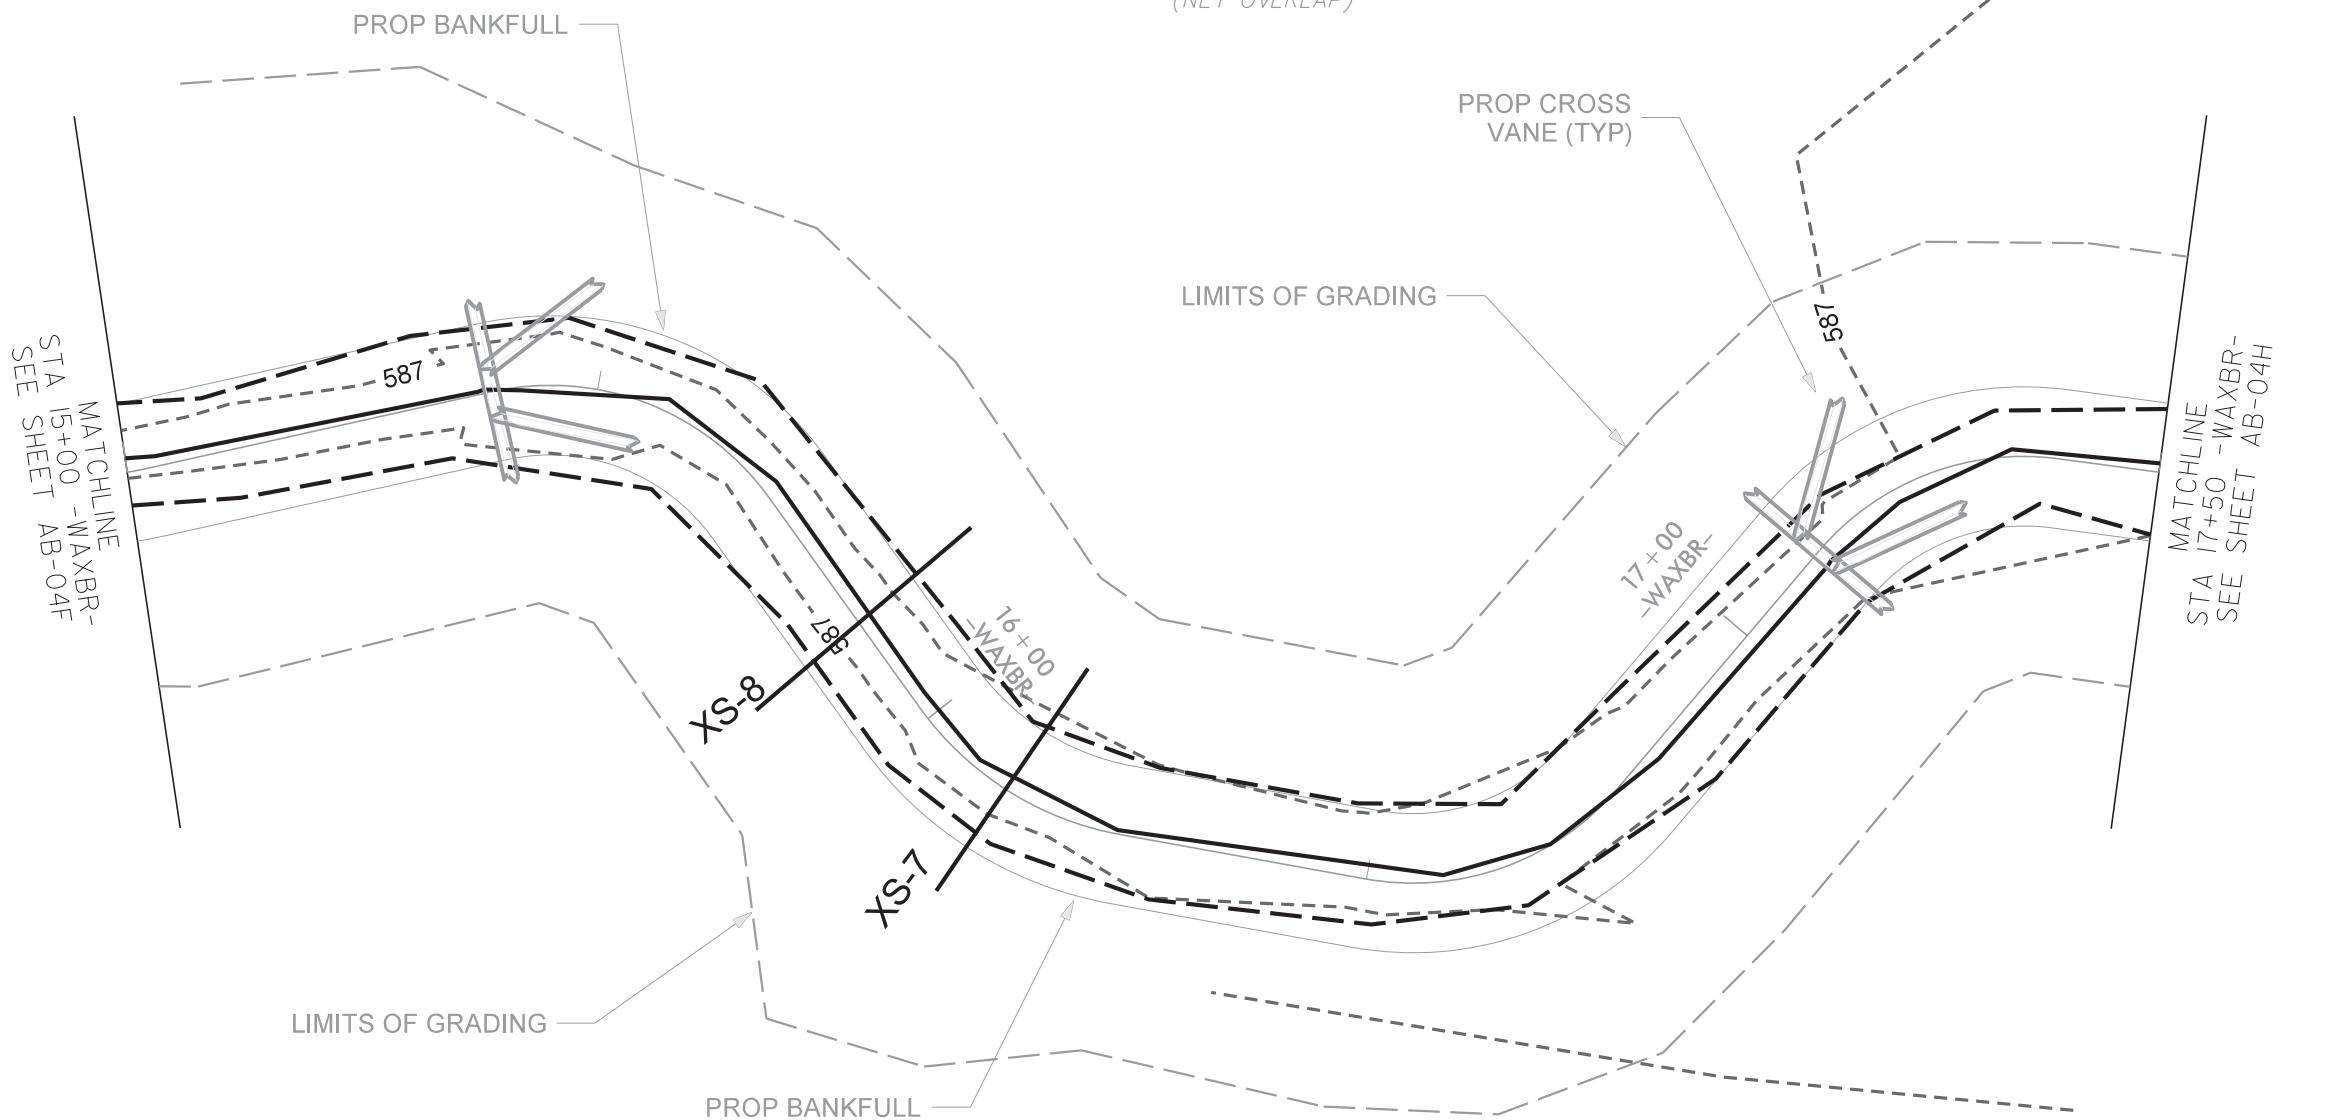 (NET OVERLAP)
PROP BANKFULL
PROP CROSS
VANE (TYP)
LIMITS OF GRADING
587
587
MATCHLINE
STA 15+00 -WAXBR-
SEE SHEET AB-04F
MATCHLINE
STA 17+50 -WAXBR-
SEE SHEET AB-04H
17+00
-WAXBR-
16+00
-WAXBR-
587
XS-8
XS-7
LIMITS OF GRADING
PROP BANKFULL